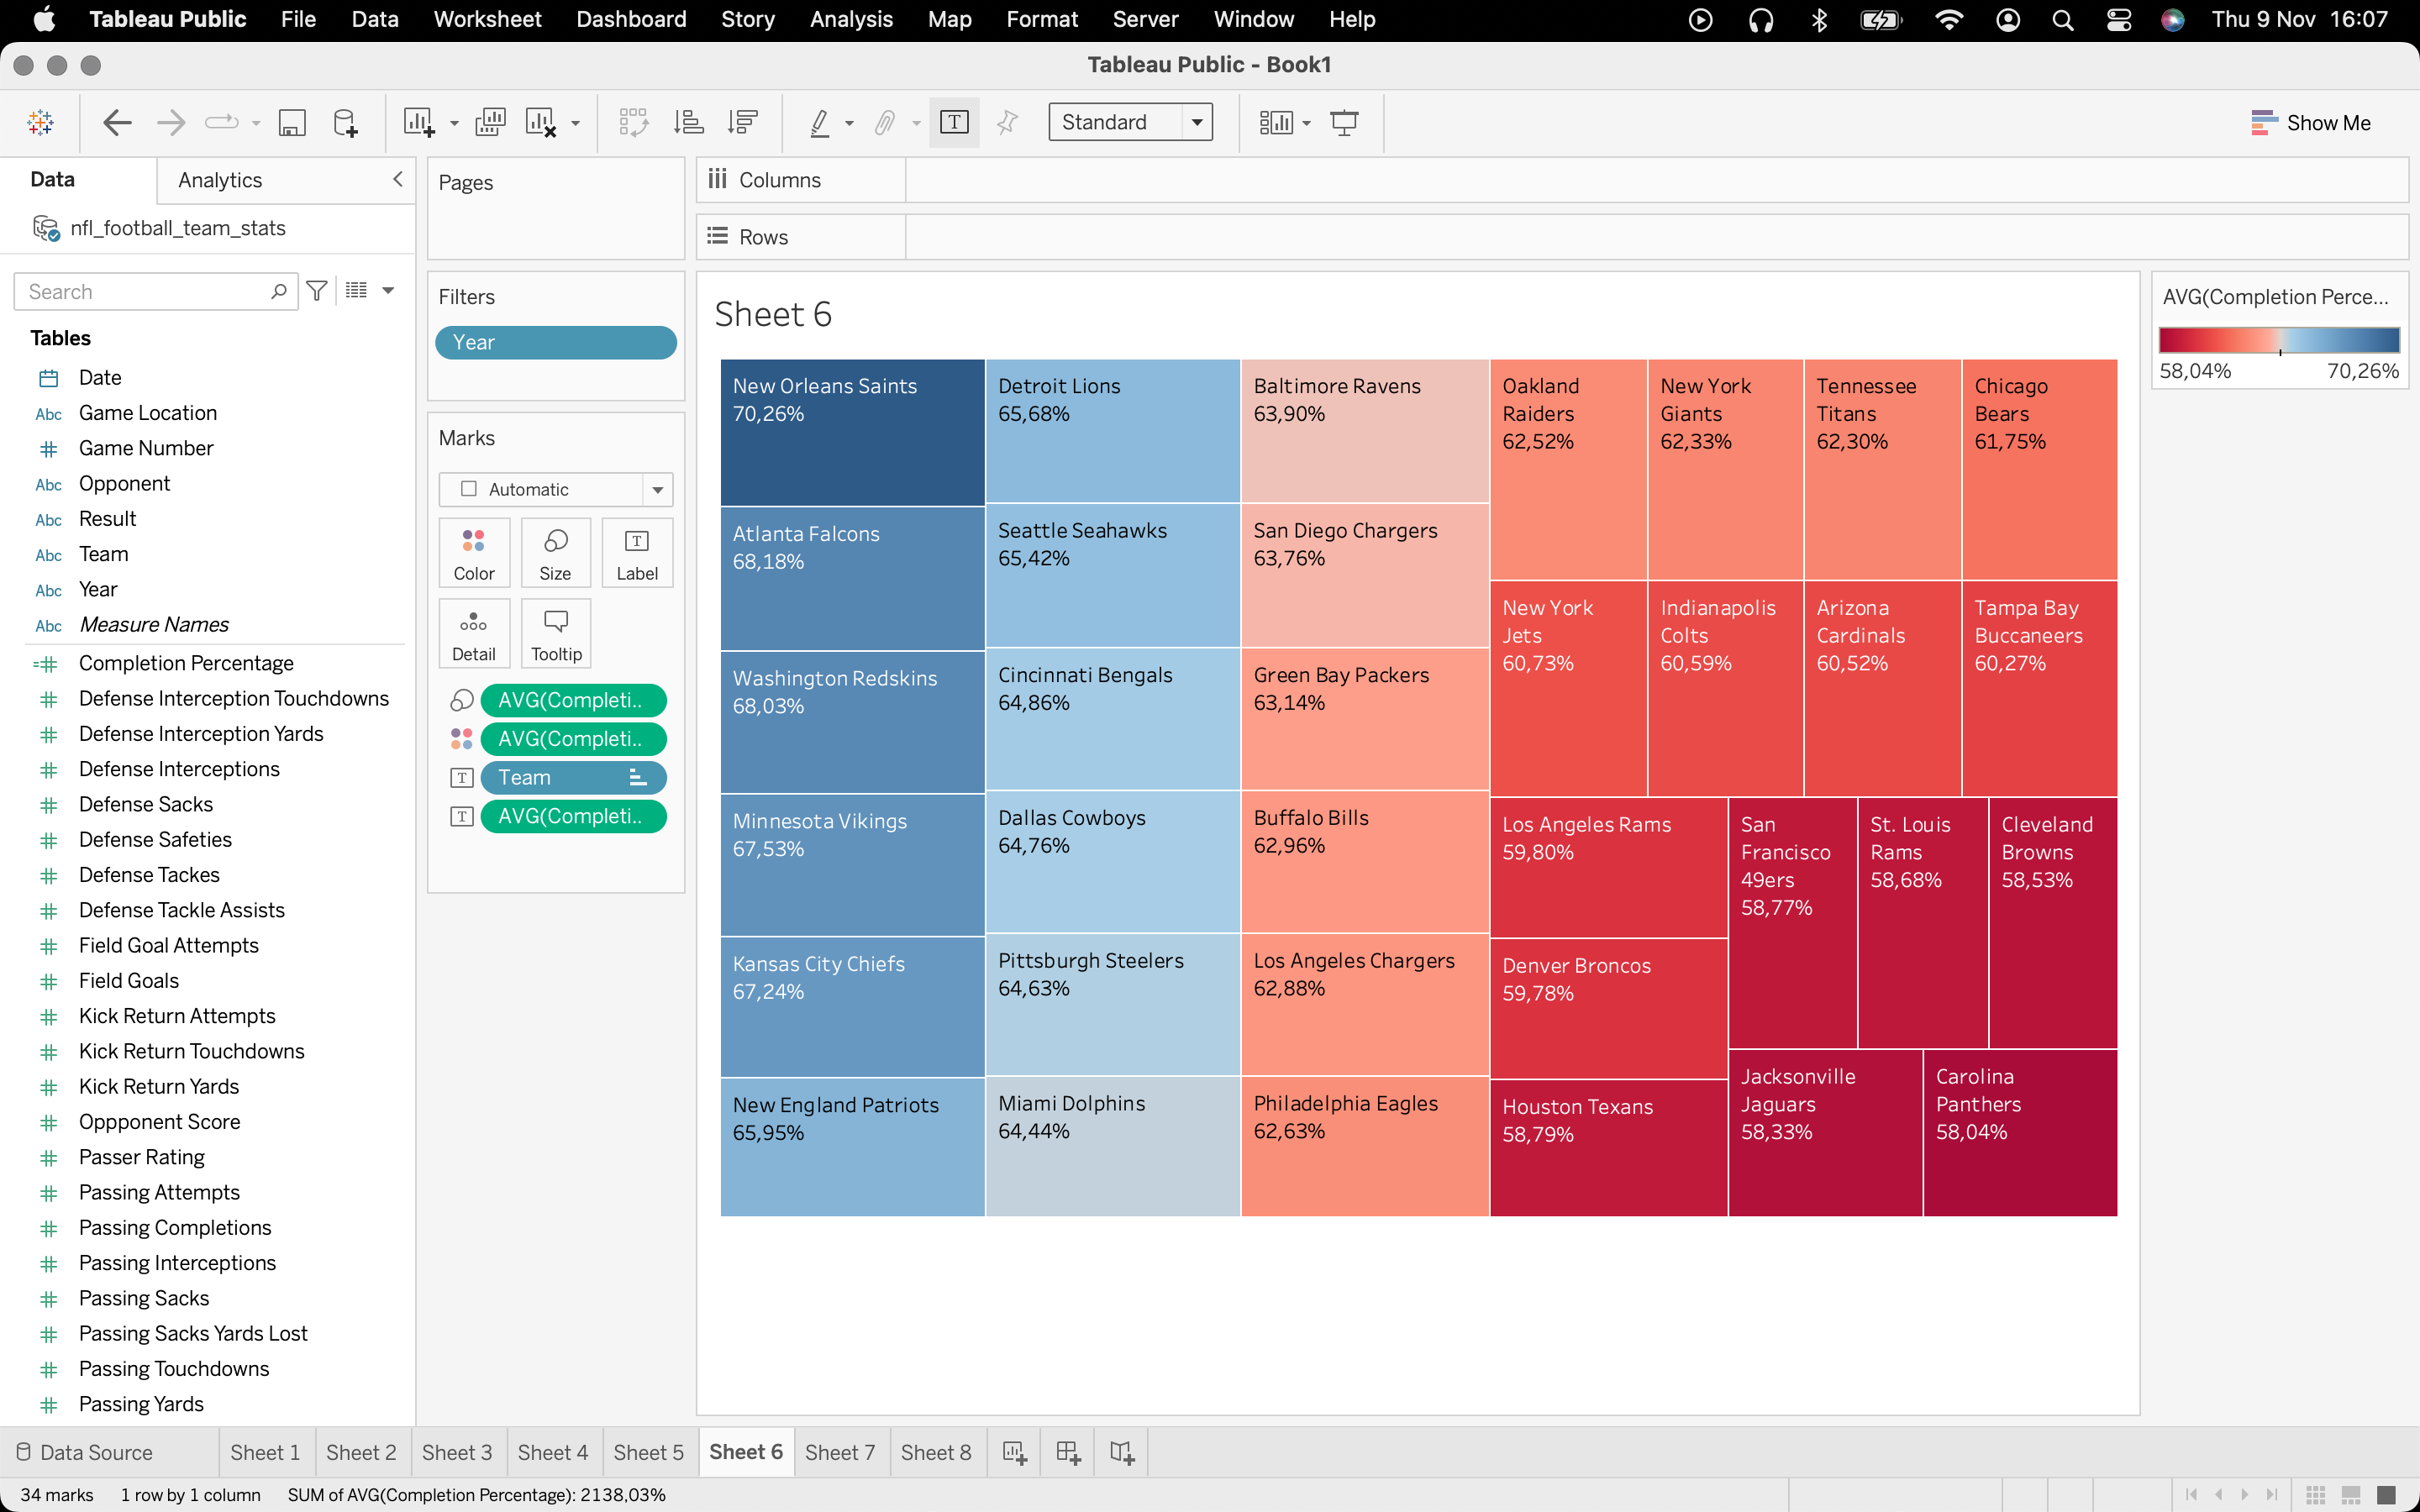 Tableau Public File Data Worksheet Dashboard Story Analysis Map Format Server Window Help Thu 9 Nov 16:07
Tableau Public - Book1
Standard
Show Me
Data Analytics
nfl_football_team_stats
Search
Tables
Date
Abc Game Location
Game Number
Abc Opponent
Abc Result
Abc Team
Abc Year
Abc Measure Names
Completion Percentage
Defense Interception Touchdowns
Defense Interception Yards
Defense Interceptions
Defense Sacks
Defense Safeties
Defense Tackes
Defense Tackle Assists
Field Goal Attempts
Field Goals
Kick Return Attempts
Kick Return Touchdowns
Kick Return Yards
Oppponent Score
Passer Rating
Passing Attempts
Passing Completions
Passing Interceptions
Passing Sacks
Passing Sacks Yards Lost
Passing Touchdowns
Passing Yards
Pages
Filters
Year
Marks
Automatic
Color Size Label
Detail Tooltip
AVG(Completi..
AVG(Completi..
Team
AVG(Completi..
Columns
Rows
Sheet 6
New Orleans Saints
70,26%
Atlanta Falcons
68,18%
Washington Redskins
68,03%
Minnesota Vikings
67,53%
Kansas City Chiefs
67,24%
New England Patriots
65,95%
Detroit Lions
65,68%
Seattle Seahawks
65,42%
Cincinnati Bengals
64,86%
Dallas Cowboys
64,76%
Pittsburgh Steelers
64,63%
Miami Dolphins
64,44%
Baltimore Ravens
63,90%
San Diego Chargers
63,76%
Green Bay Packers
63,14%
Buffalo Bills
62,96%
Los Angeles Chargers
62,88%
Philadelphia Eagles
62,63%
Oakland
Raiders
62,52%
New York
Giants
62,33%
Tennessee
Titans
62,30%
Chicago
Bears
61,75%
New York
Jets
60,73%
Indianapolis
Colts
60,59%
Arizona
Cardinals
60,52%
Tampa Bay
Buccaneers
60,27%
Los Angeles Rams
59,80%
Denver Broncos
59,78%
Houston Texans
58,79%
San
Francisco
49ers
58,77%
St. Louis
Rams
58,68%
Cleveland
Browns
58,53%
Jacksonville
Jaguars
58,33%
Carolina
Panthers
58,04%
AVG(Completion Perce...
58,04% 70,26%
Data Source Sheet 1 Sheet 2 Sheet 3 Sheet 4 Sheet 5 Sheet 6 Sheet 7 Sheet 8
34 marks 1 row by 1 column SUM of AVG(Completion Percentage): 2138,03%